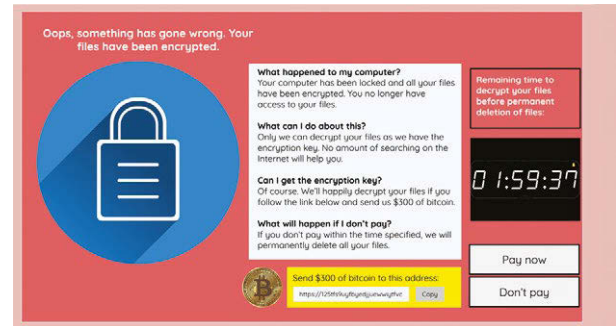 Oops, something has gone wrong. Your
files have been encrypted.
What happened to my computer?
Your computer has been locked and all your files
have been encrypted. You no longer have
access to your files.
What can I do about this?
Only we can decrypt your files as we have the
encryption key. No amount of searching on the
Internet will help you.
Can I get the encryption key?
Of course. We'll happily decrypt your files if you
follow the link below and send us $300 of bitcoin.
What will happen if I don't pay?
If you don't pay within the time specified, we will
permanently delete all your files.
Remaining time to
decrypt your files
before permanent
deletion of files:
01:59:37
Send $300 of bitcoin to this address:
Copy
Pay now
Don't pay